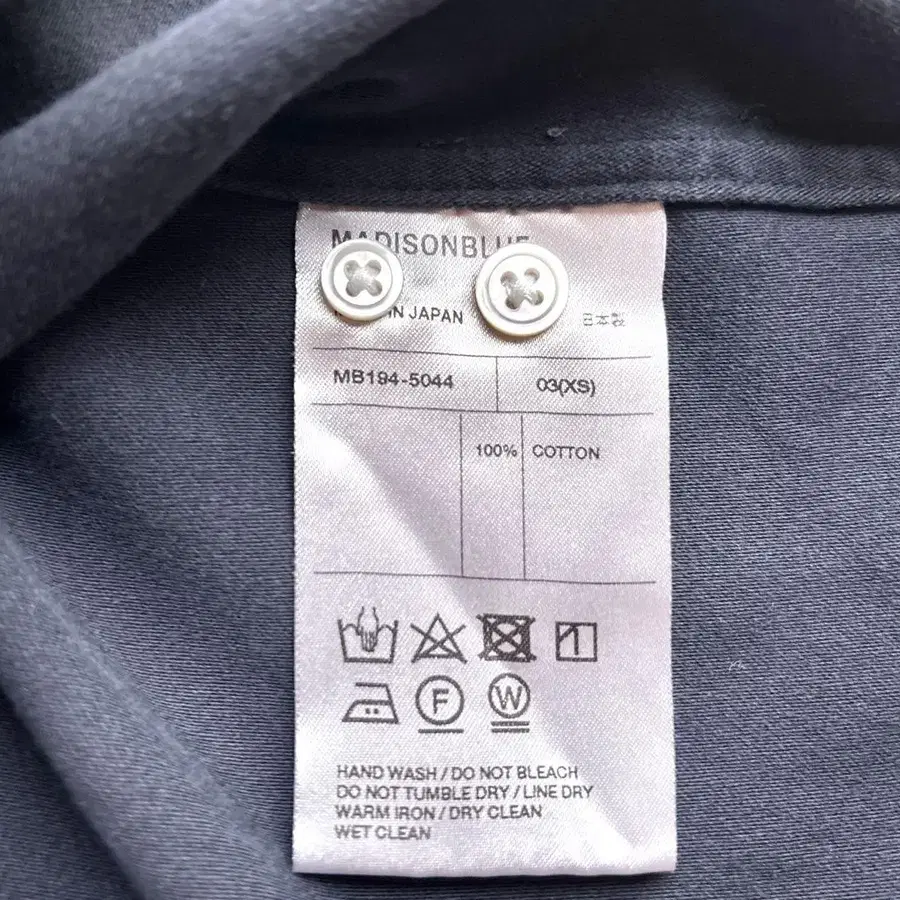 MADISONBLUE
IN JAPAN 日本製
MB194-5044 03(XS)
100% COTTON
F W
HAND WASH / DO NOT BLEACH
DO NOT TUMBLE DRY / LINE DRY
WARM IRON / DRY CLEAN
WET CLEAN